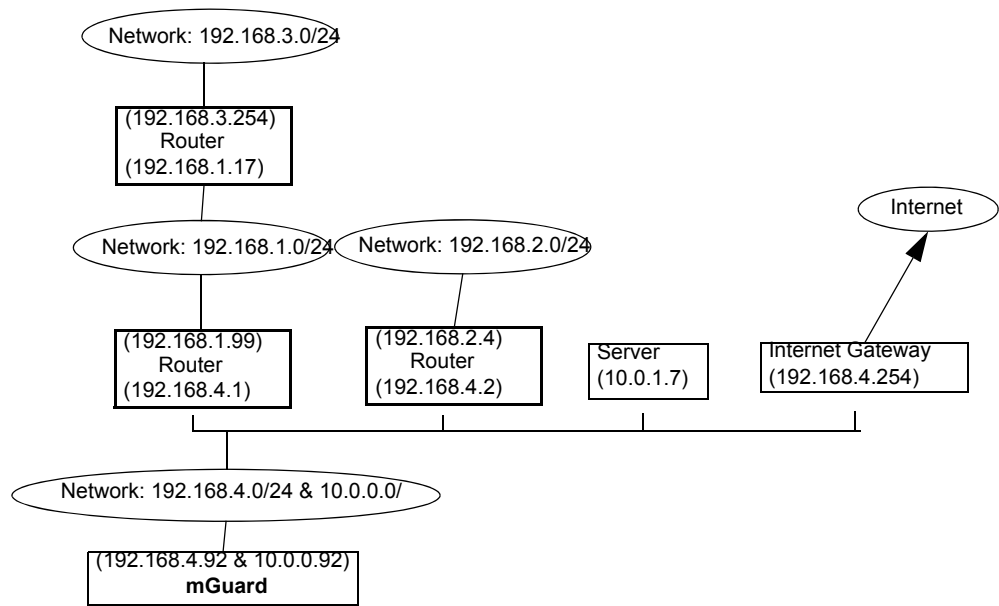 Network: 192.168.3.0/24
(192.168.3.254)
Router
(192.168.1.17)
Internet
Network: 192.168.1.0/24
Network: 192.168.2.0/24
(192.168.1.99)
Router
(192.168.4.1)
(192.168.2.4)
Router
(192.168.4.2)
Server
(10.0.1.7)
Internet Gateway
(192.168.4.254)
Network: 192.168.4.0/24 & 10.0.0.0/
(192.168.4.92 & 10.0.0.92)
mGuard